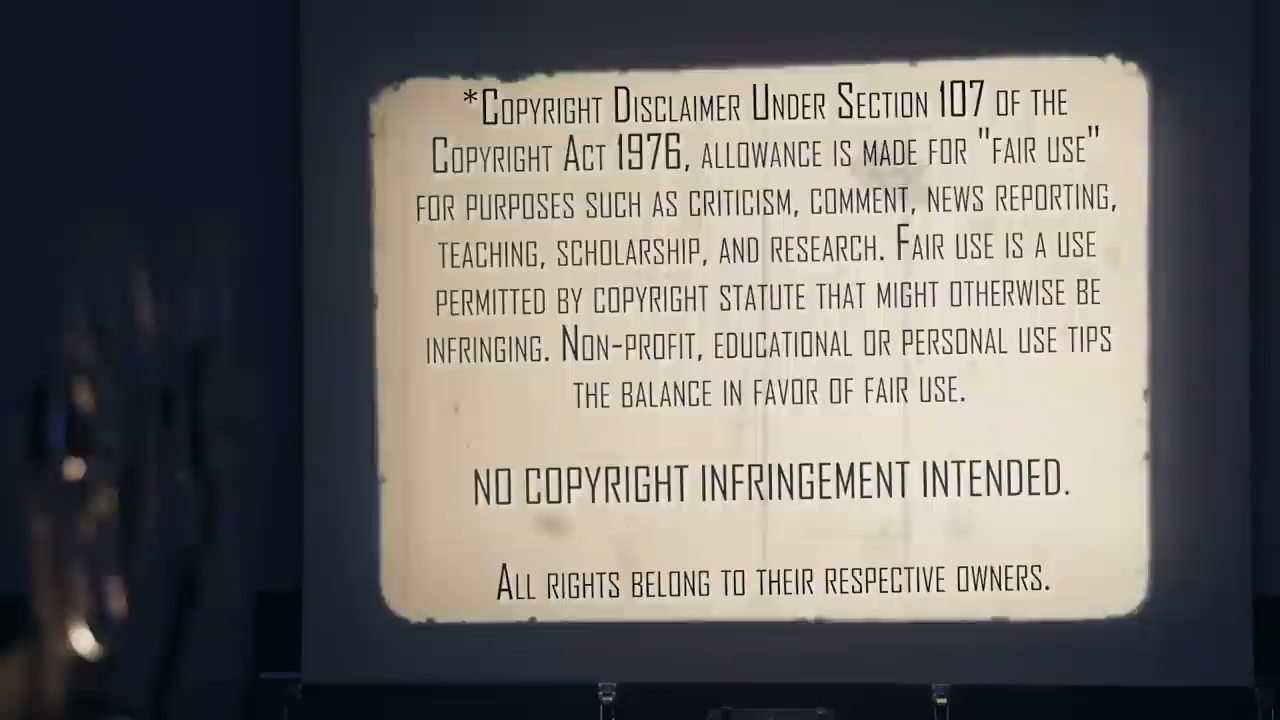 *Copyright Disclaimer Under Section 107 of the
Copyright Act 1976, allowance is made for "fair use"
for purposes such as criticism, comment, news reporting,
teaching, scholarship, and research. Fair use is a use
permitted by copyright statute that might otherwise be
infringing. Non-profit, educational or personal use tips
the balance in favor of fair use.
NO COPYRIGHT INFRINGEMENT INTENDED.
All rights belong to their respective owners.